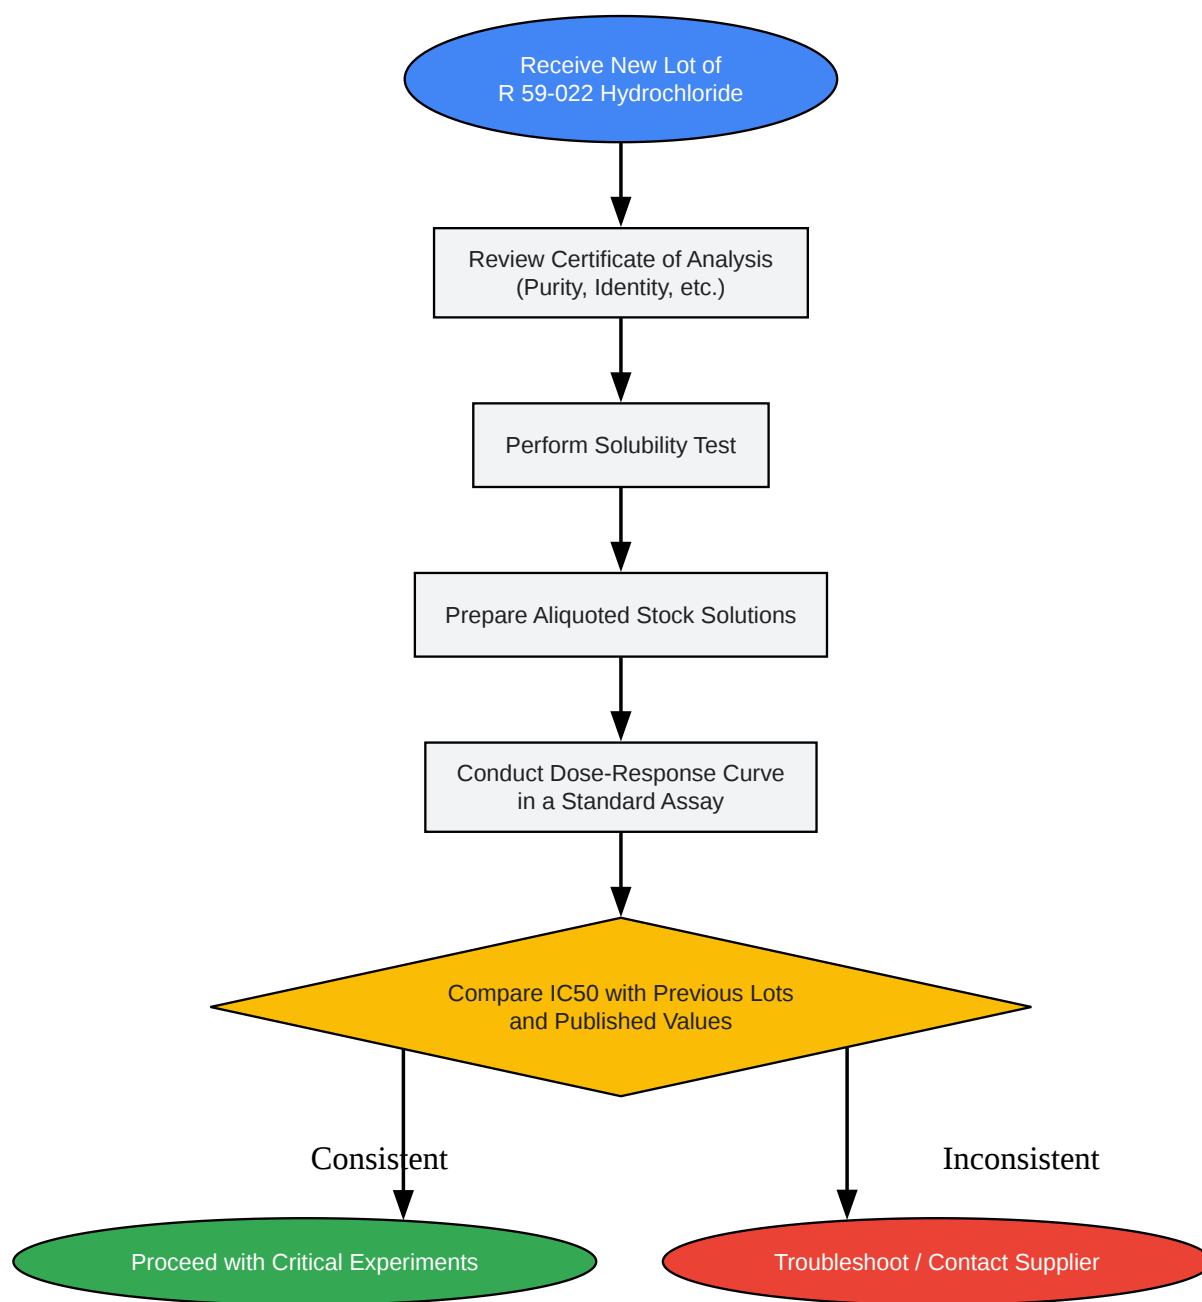 Receive New Lot of
R 59-022 Hydrochloride
Review Certificate of Analysis
(Purity, Identity, etc.)
Perform Solubility Test
Prepare Aliquoted Stock Solutions
Conduct Dose-Response Curve
in a Standard Assay
Compare IC50 with Previous Lots
and Published Values
Consistent
Inconsistent
Proceed with Critical Experiments
Troubleshoot / Contact Supplier